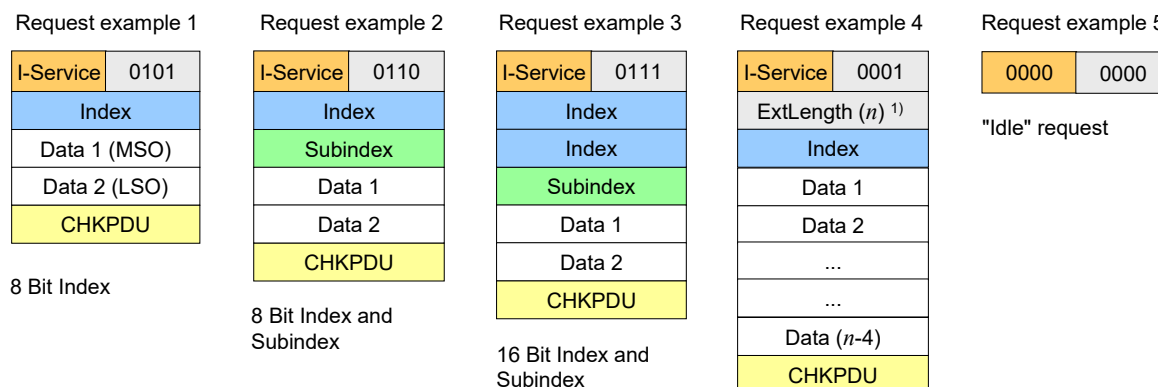 Request example 1
I-Service 0101
Index
Data 1 (MSO)
Data 2 (LSO)
CHKPDU
8 Bit Index
Request example 2
I-Service 0110
Index
Subindex
Data 1
Data 2
CHKPDU
8 Bit Index and
Subindex
Request example 3
I-Service 0111
Index
Index
Subindex
Data 1
Data 2
CHKPDU
16 Bit Index and
Subindex
Request example 4
I-Service 0001
ExtLength (n) 1)
Index
Data 1
Data 2
...
...
Data (n-4)
CHKPDU
Request example 5
0000 0000
"Idle" request